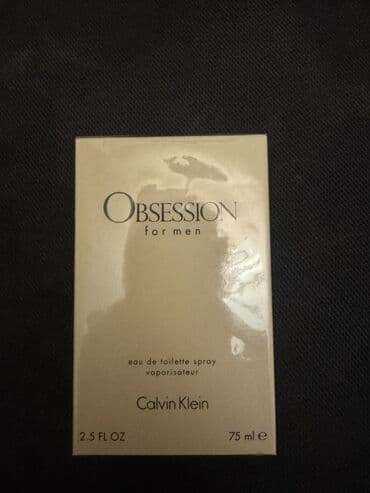 OBSESSION
for men
eau de toilette spray
vaporisateur
Calvin Klein
2.5 FL OZ 75 ml ℮